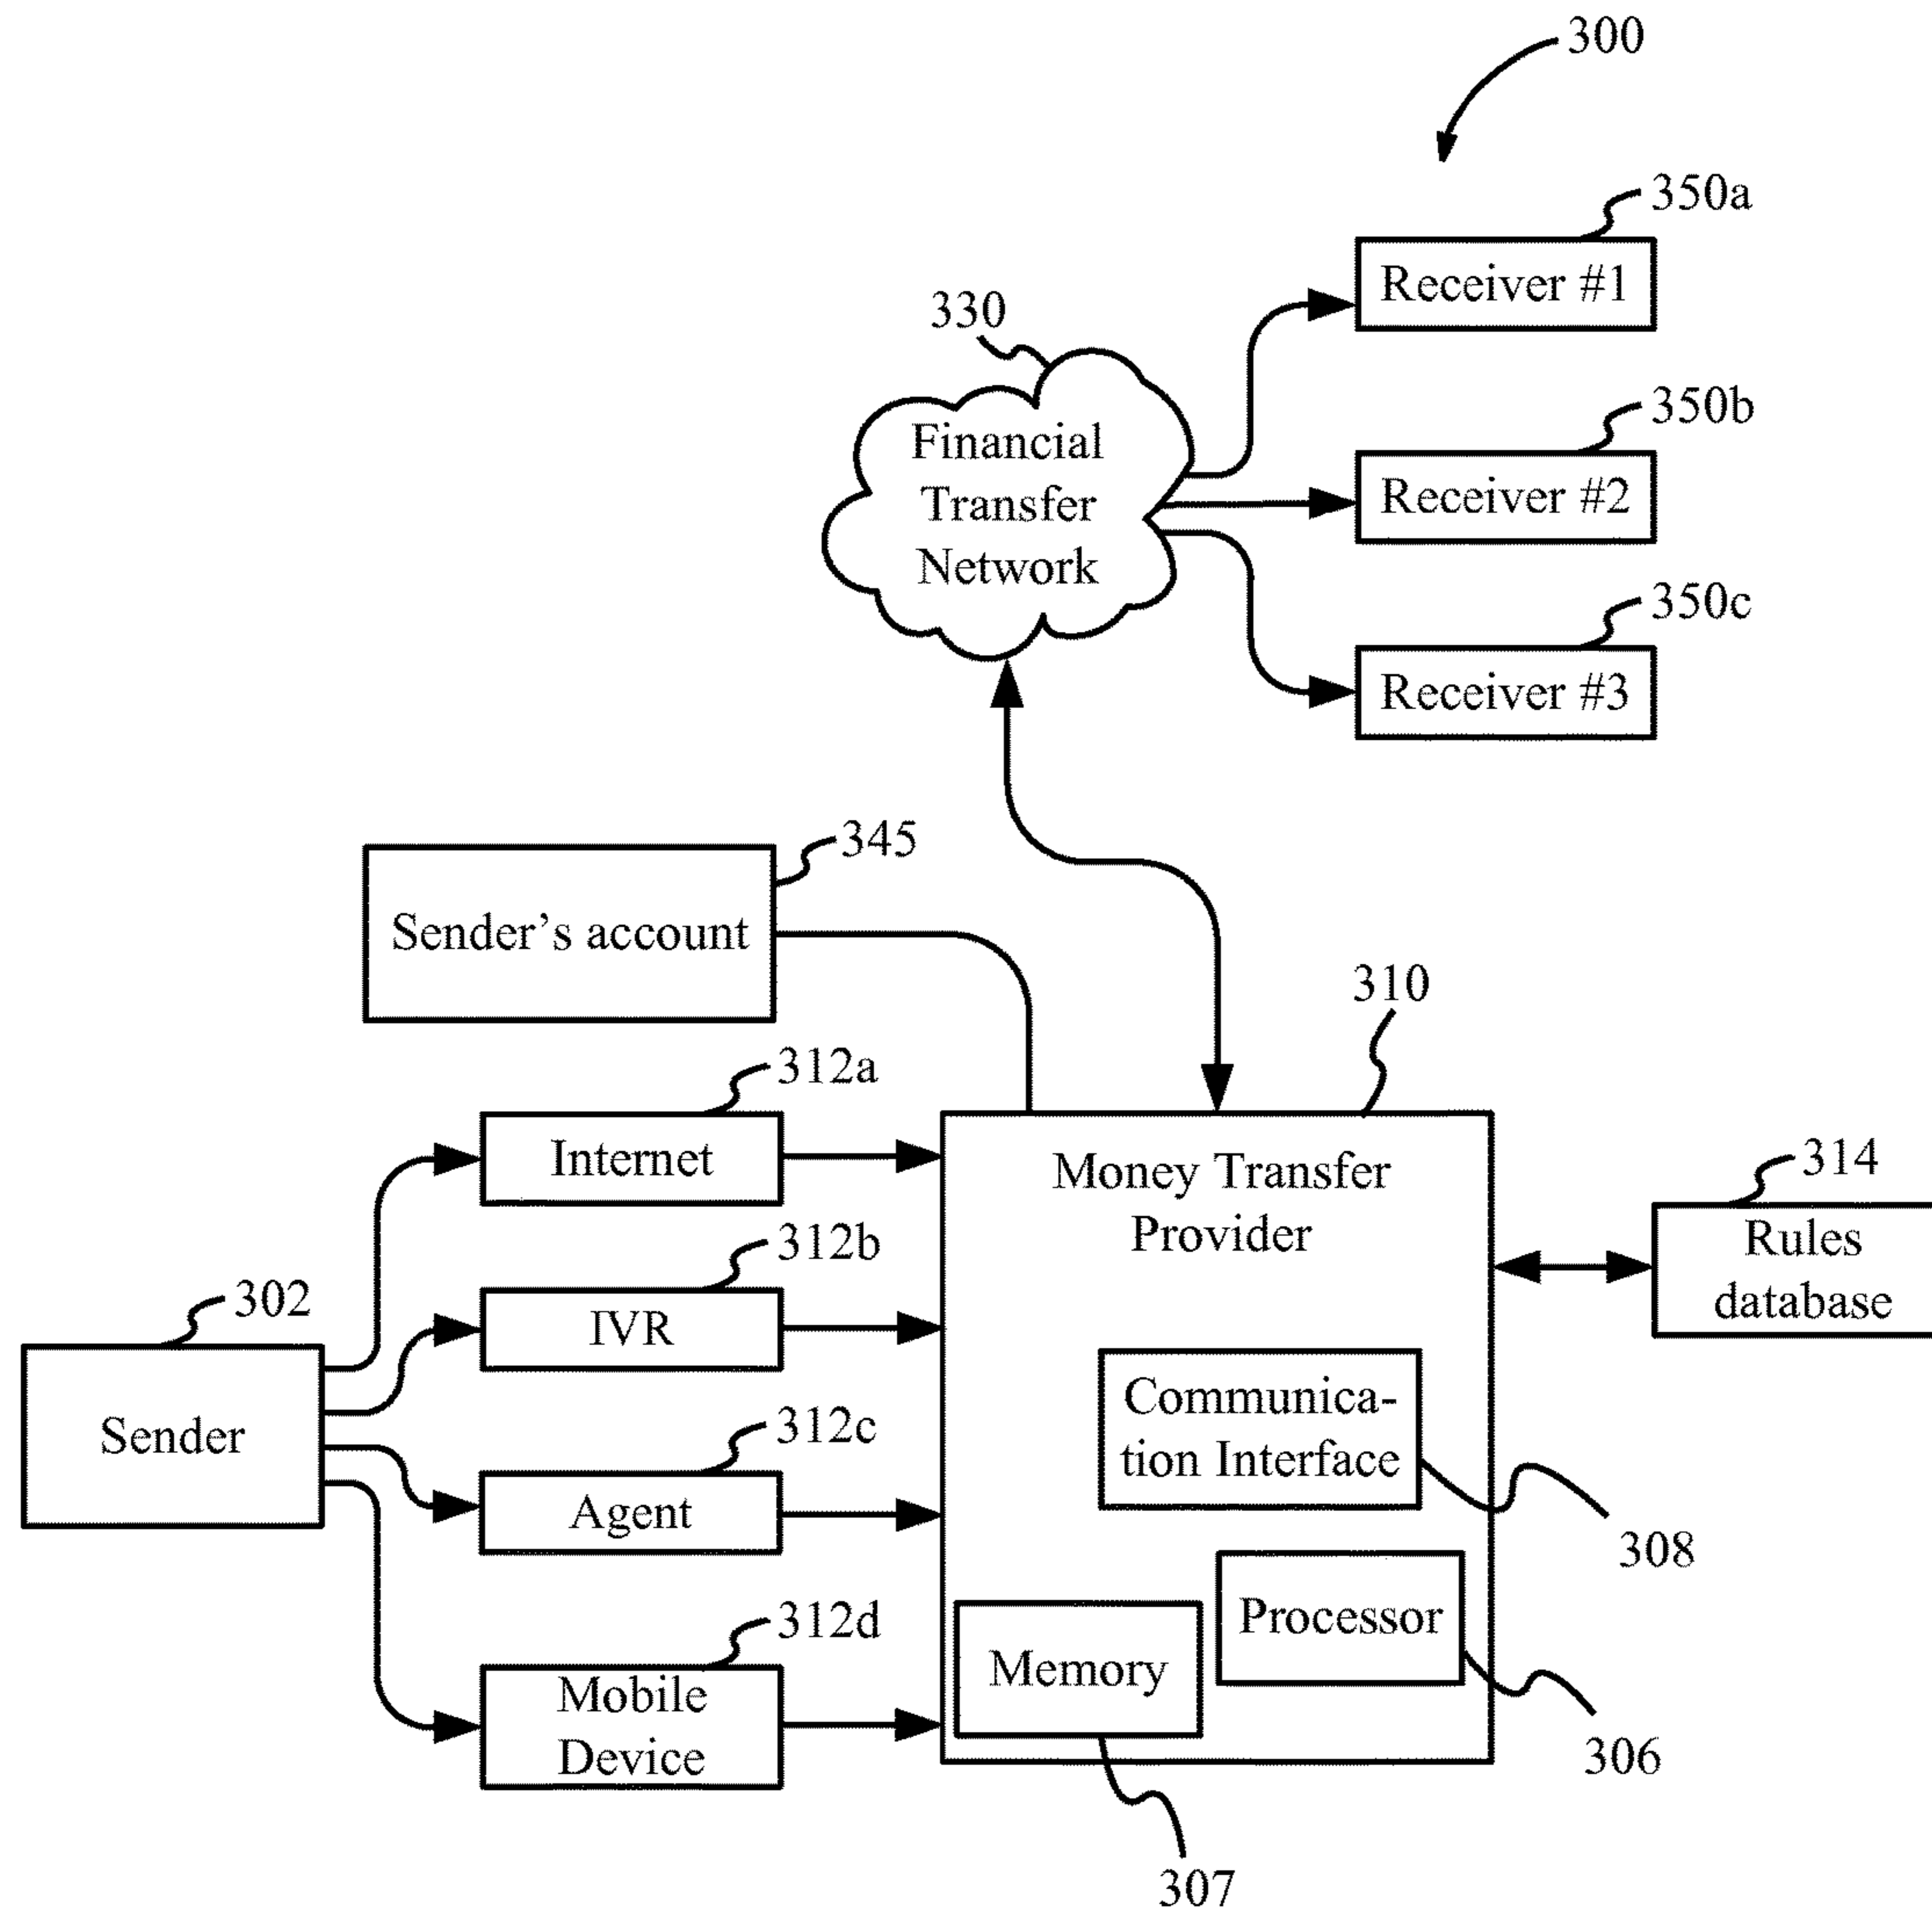 300
350a
Receiver #1
330
350b
Financial
Transfer
Network
Receiver #2
350c
Receiver #3
345
Sender's account
310
312a
Internet
Money Transfer
Provider
314
Rules
database
312b
IVR
302
Sender
Communica-
tion Interface
308
312c
Agent
Processor
306
312d
Mobile
Device
Memory
307